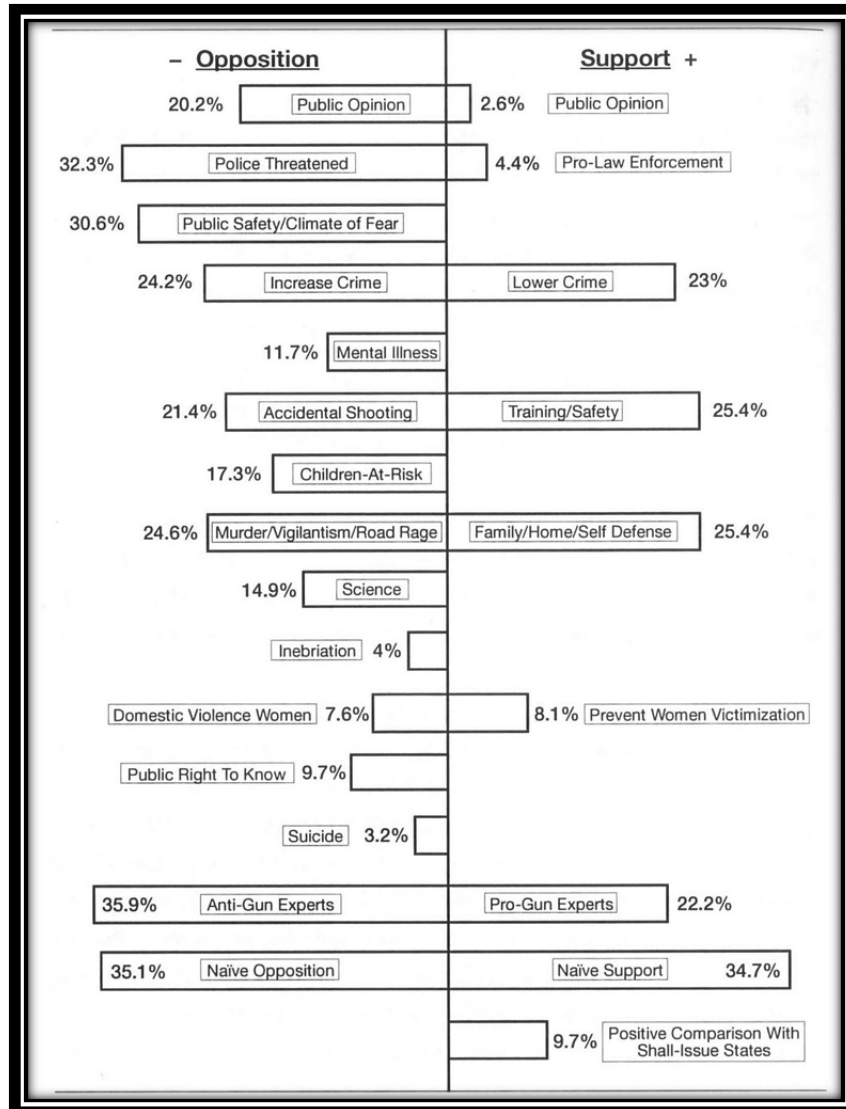 – Opposition Support +
20.2% Public Opinion 2.6% Public Opinion
32.3% Police Threatened 4.4% Pro-Law Enforcement
30.6% Public Safety/Climate of Fear
24.2% Increase Crime Lower Crime 23%
11.7% Mental Illness
21.4% Accidental Shooting Training/Safety 25.4%
17.3% Children-At-Risk
24.6% Murder/Vigilantism/Road Rage Family/Home/Self Defense 25.4%
14.9% Science
Inebriation 4%
Domestic Violence Women 7.6% 8.1% Prevent Women Victimization
Public Right To Know 9.7%
Suicide 3.2%
35.9% Anti-Gun Experts Pro-Gun Experts 22.2%
35.1% Naïve Opposition Naïve Support 34.7%
9.7% Positive Comparison With
Shall-Issue States